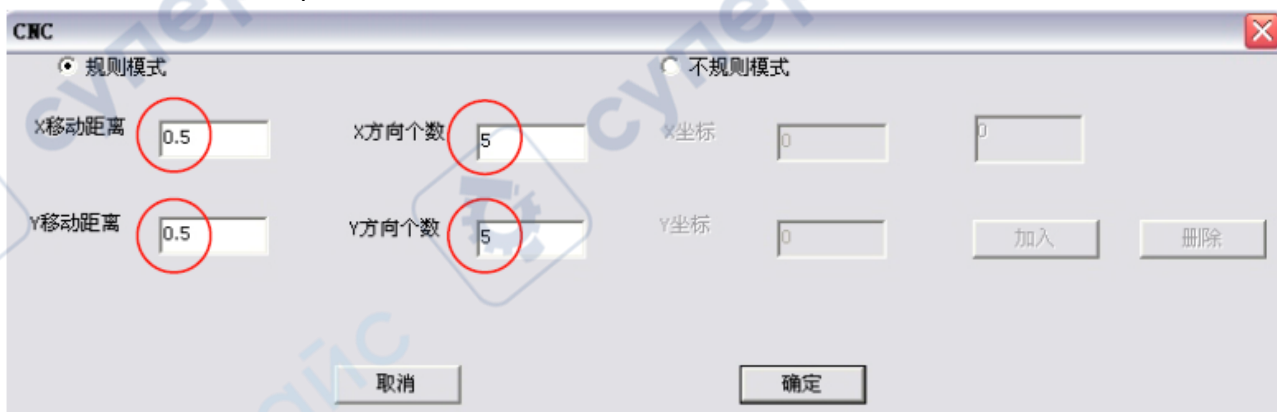 CNC
规则模式 不规则模式
X移动距离 0.5 X方向个数 5 X坐标 0 0
Y移动距离 0.5 Y方向个数 5 Y坐标 0 加入 删除
取消 确定